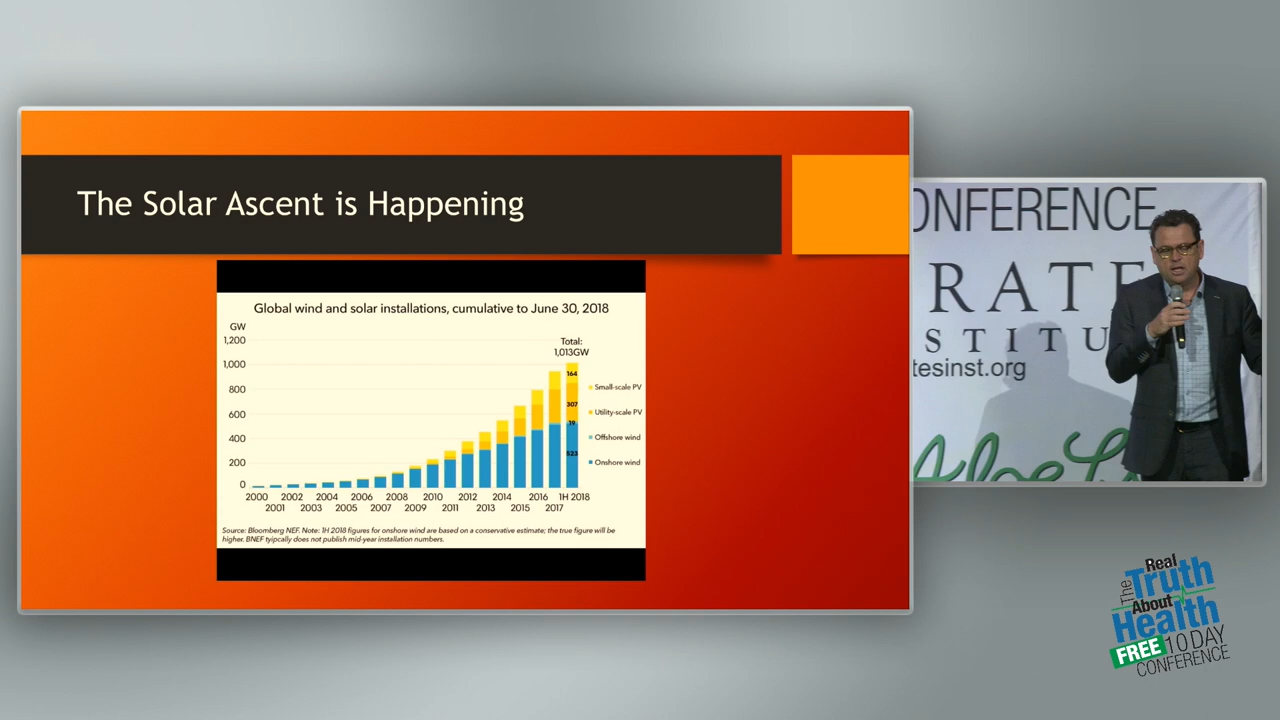 The Solar Ascent is Happening
Global wind and solar installations, cumulative to June 30, 2018
GW
1,200
1,000
800
600
400
200
0
Total:
1,013GW
164
307
19
523
Small-scale PV
Utility-scale PV
Offshore wind
Onshore wind
2000 2002 2004 2006 2008 2010 2012 2014 2016 1H 2018
2001 2003 2005 2007 2009 2011 2013 2015 2017
Source: Bloomberg NEF. Note: 1H 2018 figures for onshore wind are based on a conservative estimate; the true figure will be
higher. BNEF tyipcally does not publish mid-year installation numbers.
ONFERENCE
RATE
STITU
tesinst.org
The Real
Truth
About
Health
FREE 10 DAY
CONFERENCE